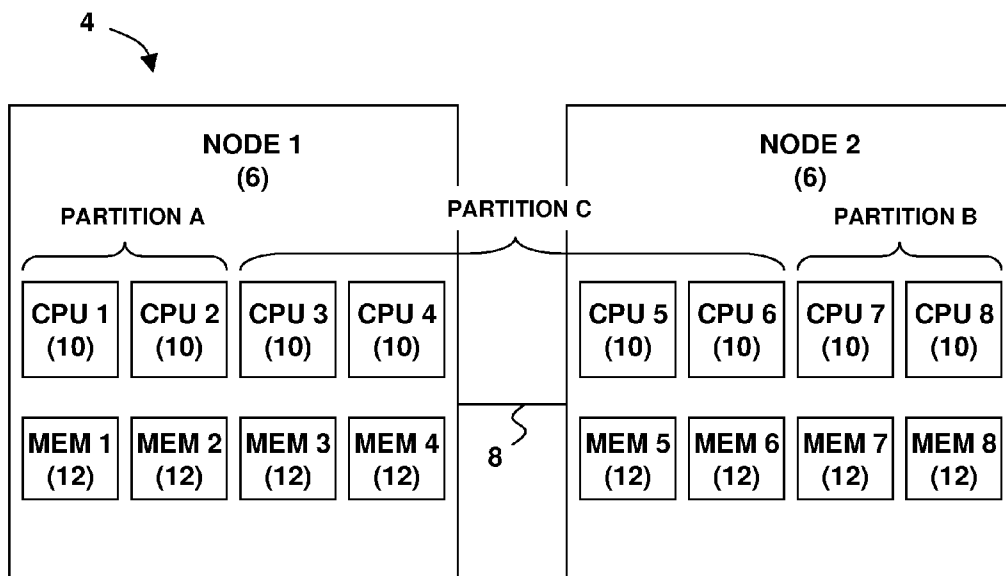 4
NODE 1
(6)
NODE 2
(6)
PARTITION A
PARTITION C
PARTITION B
CPU 1
(10)
CPU 2
(10)
CPU 3
(10)
CPU 4
(10)
CPU 5
(10)
CPU 6
(10)
CPU 7
(10)
CPU 8
(10)
MEM 1
(12)
MEM 2
(12)
MEM 3
(12)
MEM 4
(12)
8
MEM 5
(12)
MEM 6
(12)
MEM 7
(12)
MEM 8
(12)